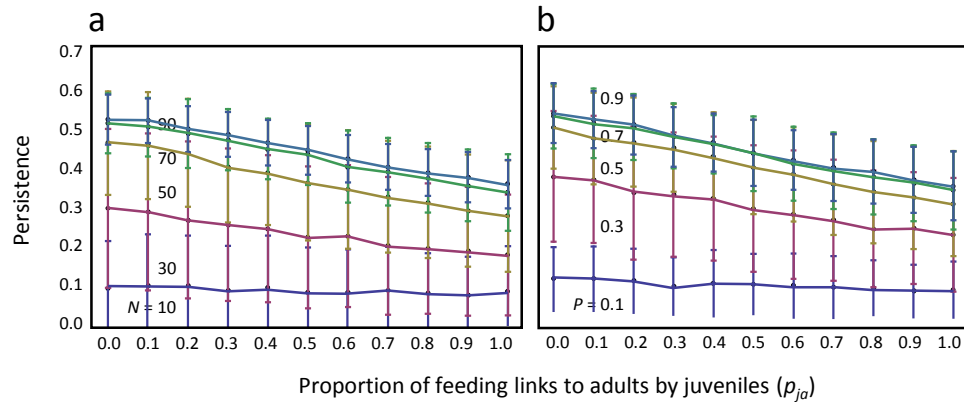 a
b
Persistence
0.7
0.6
0.5
0.4
0.3
0.2
0.1
0.0
90
70
50
30
N = 10
0.9
0.7
0.5
0.3
P = 0.1
0.0 0.1 0.2 0.3 0.4 0.5 0.6 0.7 0.8 0.9 1.0
0.0 0.1 0.2 0.3 0.4 0.5 0.6 0.7 0.8 0.9 1.0
Proportion of feeding links to adults by juveniles (pja)